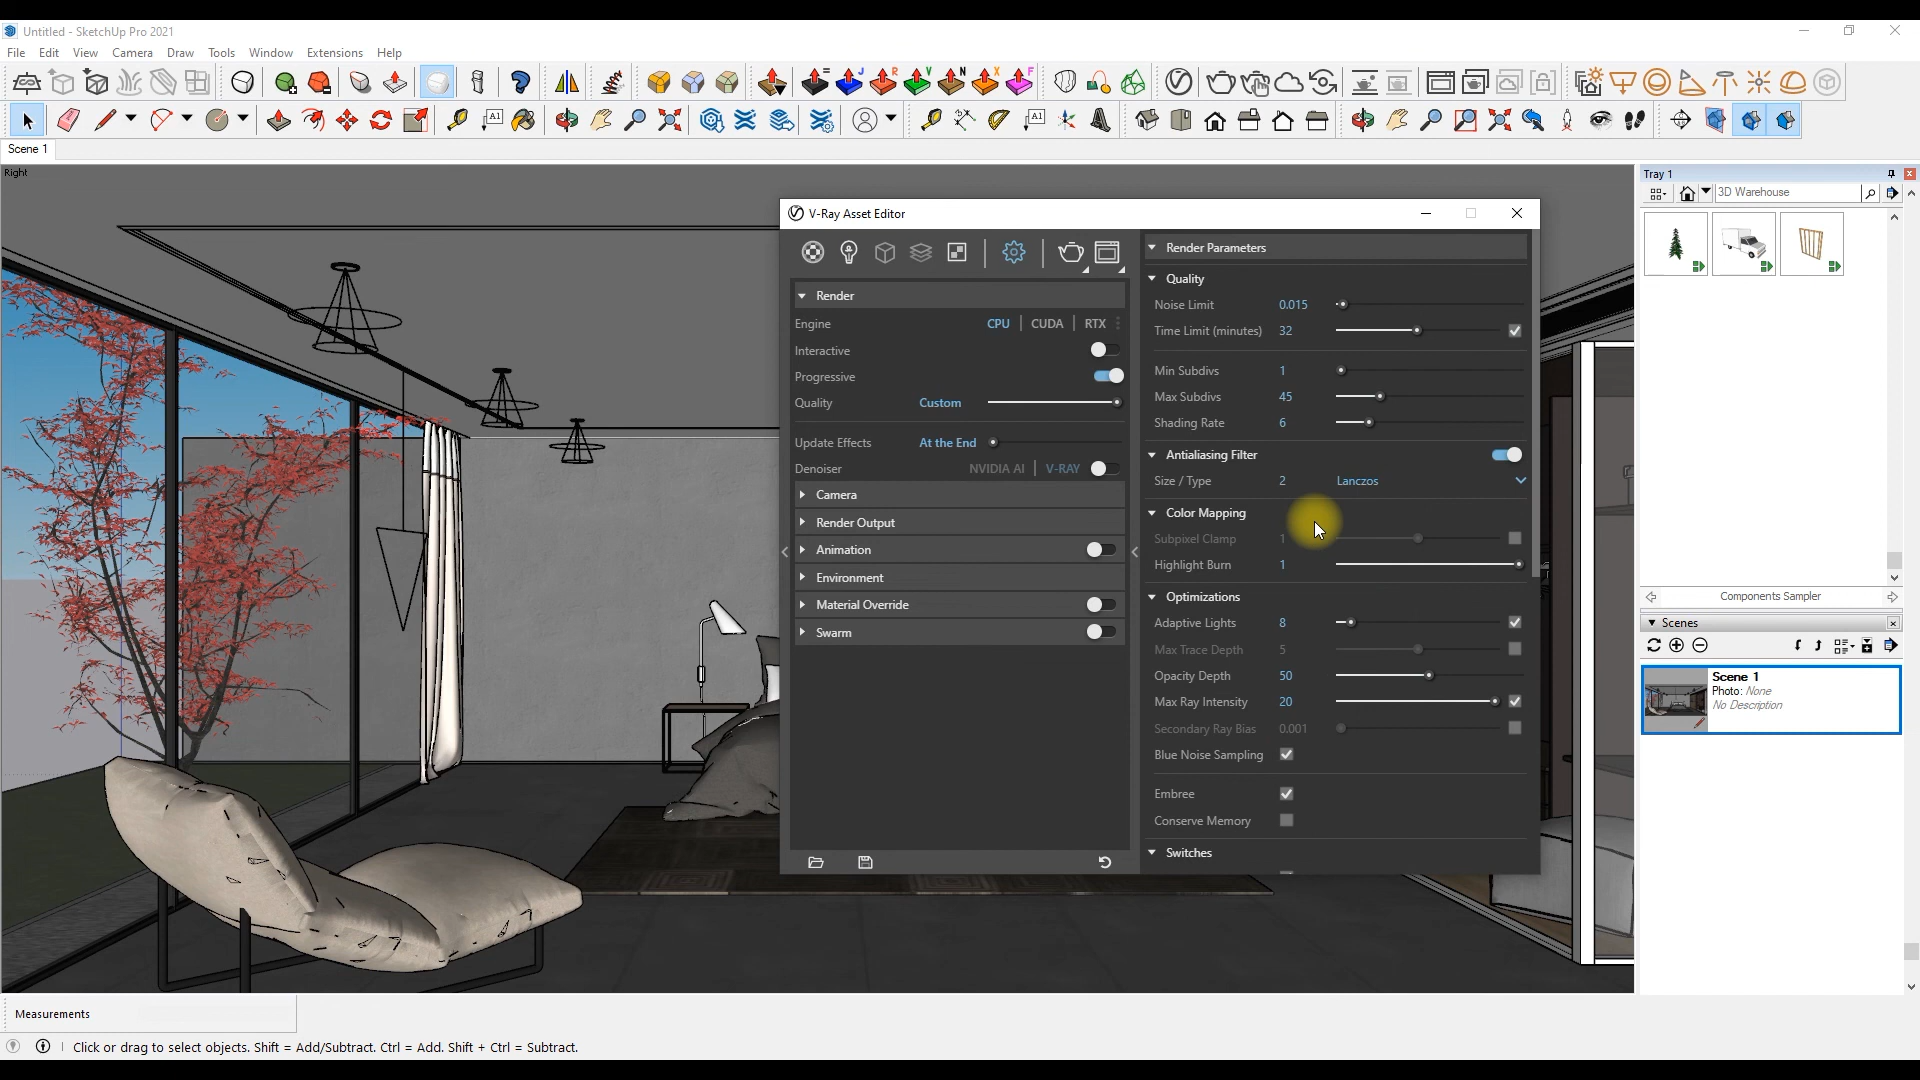 Untitled - SketchUp Pro 2021
File Edit View Camera Draw Tools Window Extensions Help
Scene 1
Right
V-Ray Asset Editor
Render
Engine CPU CUDA RTX
Interactive
Progressive
Quality Custom
Update Effects At the End
Denoiser NVIDIA AI V-RAY
Camera
Render Output
Animation
Environment
Material Override
Swarm
Render Parameters
Quality
Noise Limit 0.015
Time Limit (minutes) 32
Min Subdivs 1
Max Subdivs 45
Shading Rate 6
Antialiasing Filter
Size / Type 2 Lanczos
Color Mapping
Subpixel Clamp 1
Highlight Burn 1
Optimizations
Adaptive Lights 8
Max Trace Depth 5
Opacity Depth 50
Max Ray Intensity 20
Secondary Ray Bias 0.001
Blue Noise Sampling
Embree
Conserve Memory
Switches
Tray 1
3D Warehouse
Components Sampler
Scenes
Scene 1
Photo: None
No Description
Measurements
Click or drag to select objects. Shift = Add/Subtract. Ctrl = Add. Shift + Ctrl = Subtract.